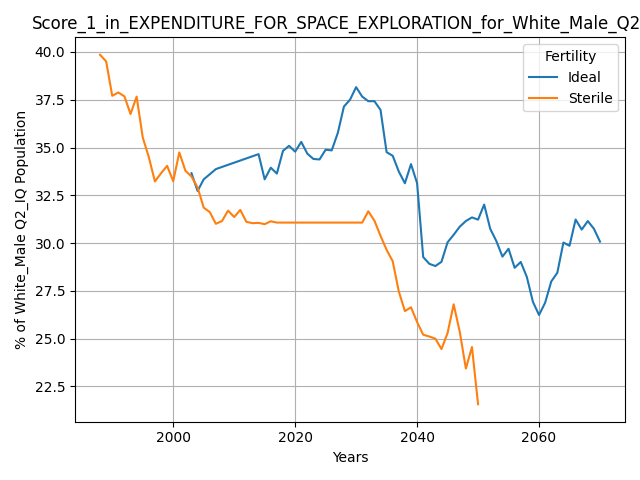 Score_1_in_EXPENDITURE_FOR_SPACE_EXPLORATION_for_White_Male_Q2
Fertility
Ideal
Sterile
% of White_Male Q2_IQ Population
40.0
37.5
35.0
32.5
30.0
27.5
25.0
22.5
2000
2020
2040
2060
Years